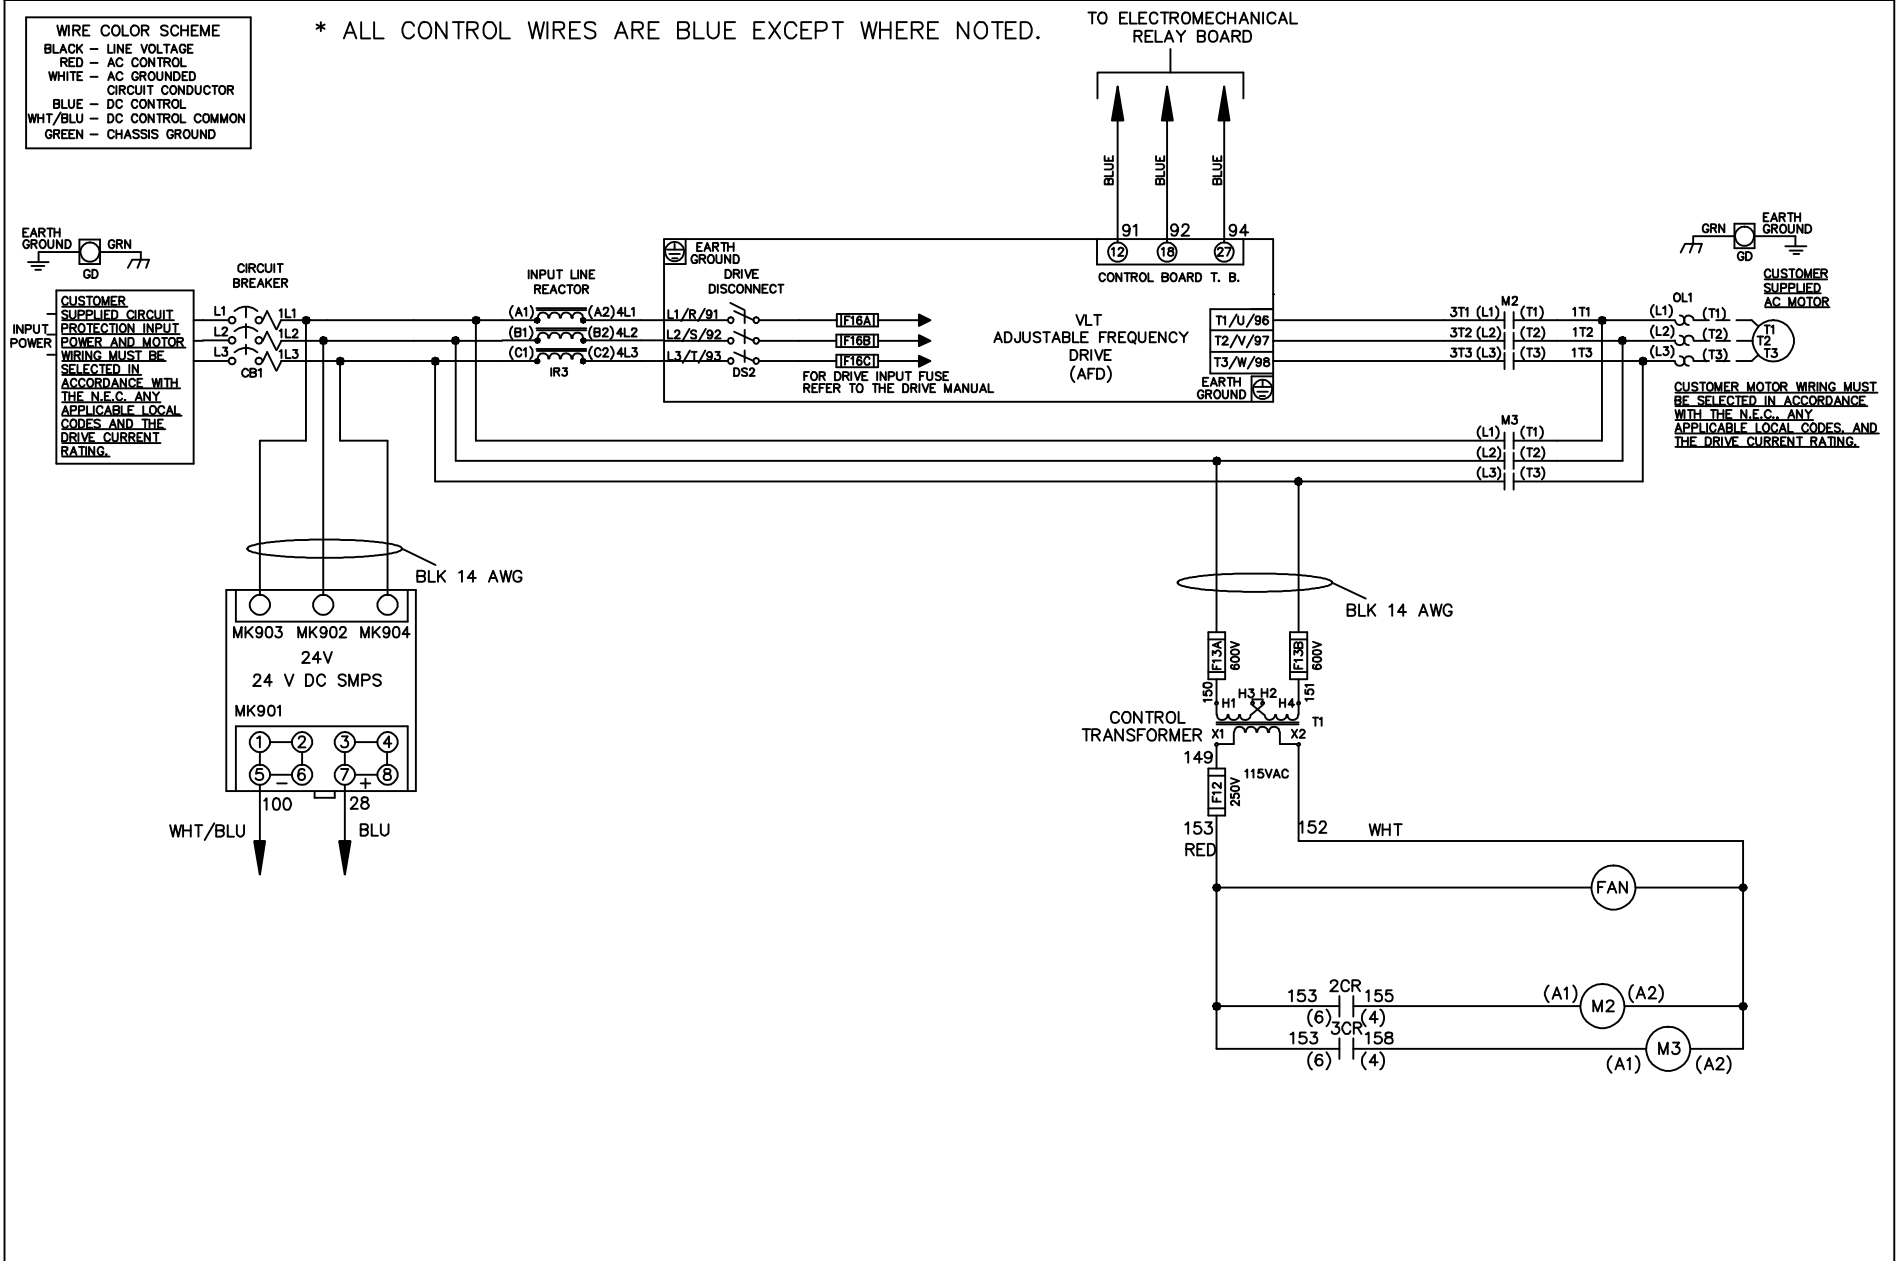 WIRE COLOR SCHEME
BLACK – LINE VOLTAGE
RED – AC CONTROL
WHITE – AC GROUNDED
CIRCUIT CONDUCTOR
BLUE – DC CONTROL
WHT/BLU – DC CONTROL COMMON
GREEN – CHASSIS GROUND
* ALL CONTROL WIRES ARE BLUE EXCEPT WHERE NOTED.
TO ELECTROMECHANICAL
RELAY BOARD
BLUE
BLUE
BLUE
91 92 94
12 18 27
CONTROL BOARD T. B.
EARTH
GROUND
GRN
GD
CUSTOMER
SUPPLIED CIRCUIT
PROTECTION INPUT
POWER AND MOTOR
WIRING MUST BE
SELECTED IN
ACCORDANCE WITH
THE N.E.C. ANY
APPLICABLE LOCAL
CODES AND THE
DRIVE CURRENT
RATING.
INPUT
POWER
CIRCUIT
BREAKER
L1 1L1
L2 1L2
L3 1L3
CB1
INPUT LINE
REACTOR
(A1) (A2) 4L1
(B1) (B2) 4L2
(C1) (C2) 4L3
IR3
EARTH
GROUND
DRIVE
DISCONNECT
L1/R/91
L2/S/92
L3/T/93
DS2
F16A
F16B
F16C
FOR DRIVE INPUT FUSE
REFER TO THE DRIVE MANUAL
VLT
ADJUSTABLE FREQUENCY
DRIVE
(AFD)
T1/U/96
T2/V/97
T3/W/98
EARTH
GROUND
M2
3T1 (L1) (T1) 1T1
3T2 (L2) (T2) 1T2
3T3 (L3) (T3) 1T3
M3
(L1) (T1)
(L2) (T2)
(L3) (T3)
OL1
(L1) (T1)
(L2) (T2)
(L3) (T3)
T1
T2
T3
GRN
GD
EARTH
GROUND
CUSTOMER
SUPPLIED
AC MOTOR
CUSTOMER MOTOR WIRING MUST
BE SELECTED IN ACCORDANCE
WITH THE N.E.C., ANY
APPLICABLE LOCAL CODES, AND
THE DRIVE CURRENT RATING.
BLK 14 AWG
MK903 MK902 MK904
24V
24 V DC SMPS
MK901
1 2 3 4
5 – 6 7 + 8
100 28
WHT/BLU BLU
BLK 14 AWG
F13A 600V
F13B 600V
150 151
H1 H3 H2 H4
T1
CONTROL
TRANSFORMER
X1 X2
149
115VAC
F12 250V
153
RED
152 WHT
FAN
2CR
153 155
(6) (4)
(A1) M2 (A2)
3CR
153 158
(6) (4)
(A1) M3 (A2)